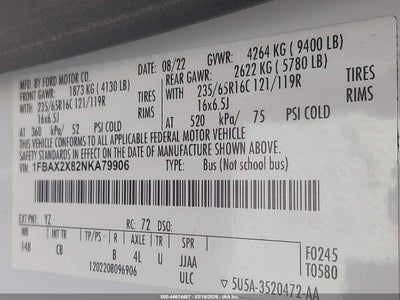 MFD. BY FORD MOTOR CO.
08/22 GVWR: 4264 KG ( 9400 LB)
FRONT GAWR: 1873 KG ( 4130 LB) REAR GAWR: 2622 KG ( 5780 LB)
WITH 235/65R16C 121/119R TIRES WITH 235/65R16C 121/119R TIRES
16x6.5J RIMS 16x6.5J RIMS
AT 360 kPa/ 52 PSI COLD AT 520 kPa/ 75 PSI COLD
THIS VEHICLE CONFORMS TO ALL APPLICABLE FEDERAL MOTOR VEHICLE
SAFETY STANDARDS IN EFFECT ON THE DATE OF MANUFACTURE SHOWN ABOVE.
VIN: 1FBAX2X82NKA79906 TYPE: Bus (Not school bus)
EXT PNT: YZ RC: 72 DSO: F0245
WB INT TR TP/PS R AXLE TR SPR T0580
148 CB B 4L U JJAA
1202208096906 ULC
5U5A-3520472-AA
500-44614467 - 03/18/2026 - IAA Inc.